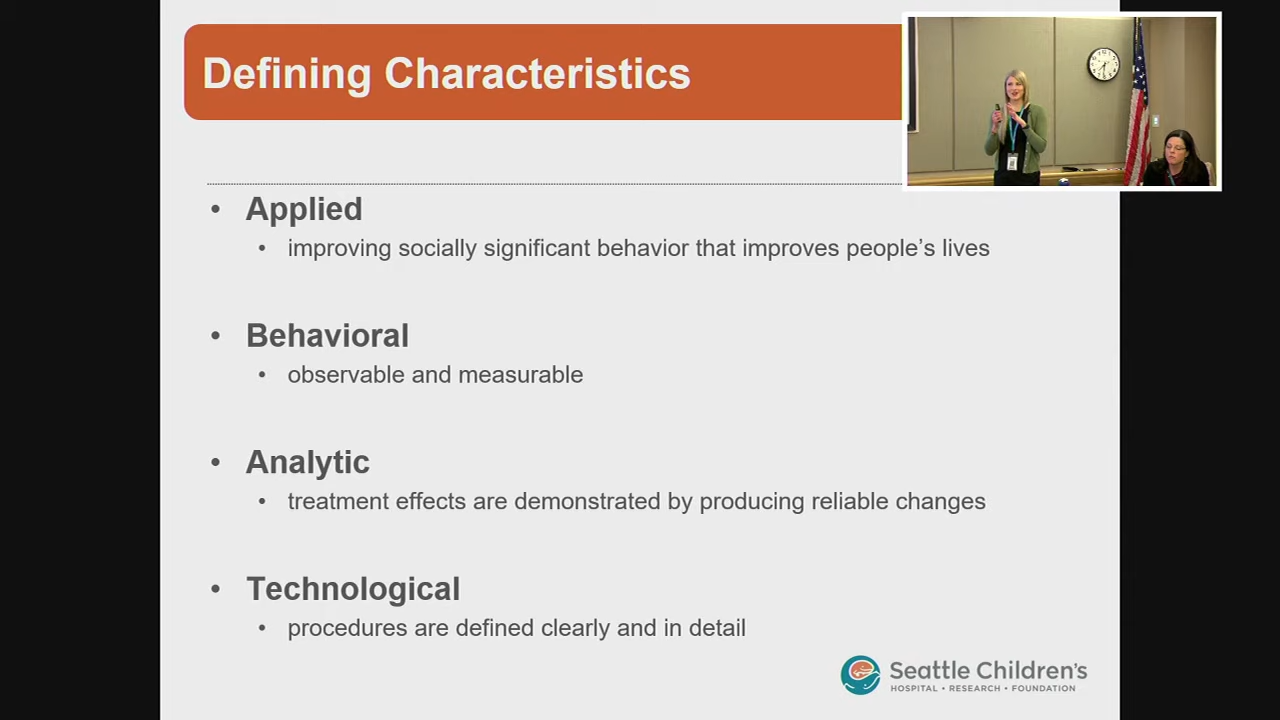 Defining Characteristics
• Applied
• improving socially significant behavior that improves people’s lives
• Behavioral
• observable and measurable
• Analytic
• treatment effects are demonstrated by producing reliable changes
• Technological
• procedures are defined clearly and in detail
Seattle Children’s
HOSPITAL • RESEARCH • FOUNDATION